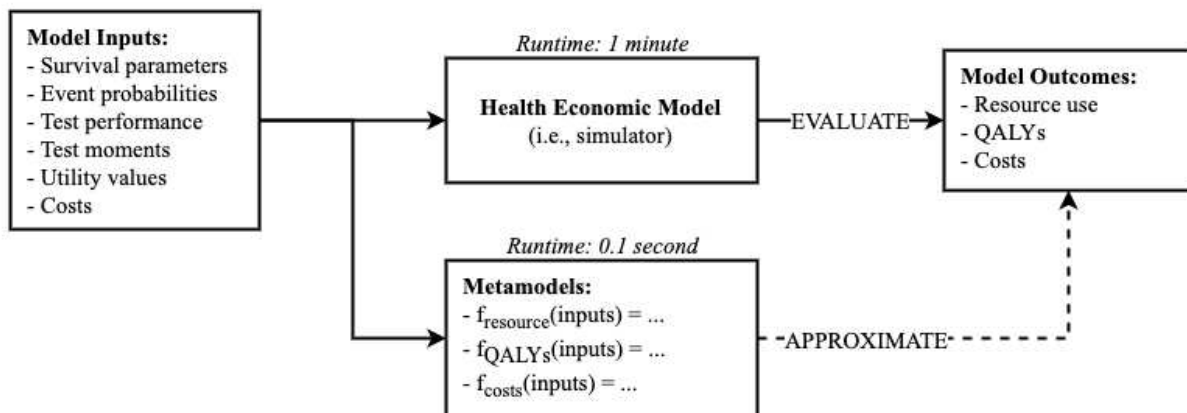 Model Inputs:
- Survival parameters
- Event probabilities
- Test performance
- Test moments
- Utility values
- Costs
Runtime: 1 minute
Health Economic Model
(i.e., simulator)
EVALUATE
Model Outcomes:
- Resource use
- QALYs
- Costs
Runtime: 0.1 second
Metamodels:
- fresource(inputs) = ...
- fQALYs(inputs) = ...
- fcosts(inputs) = ...
APPROXIMATE